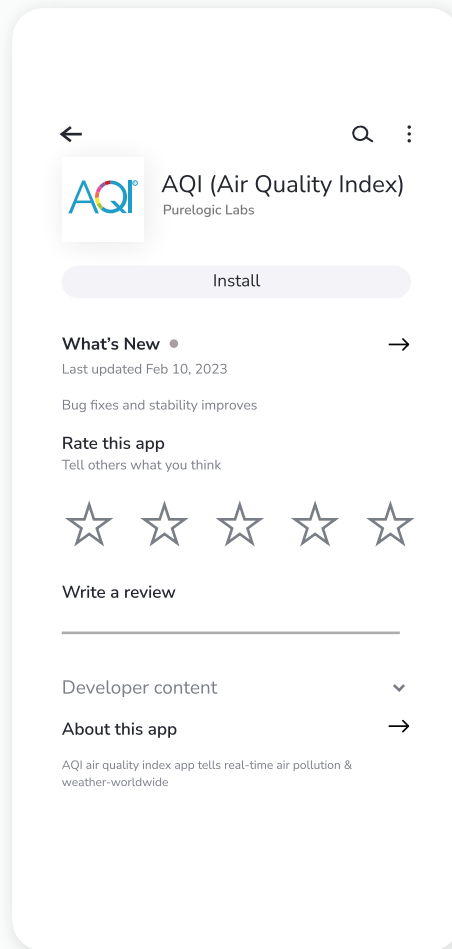 AQI
AQI (Air Quality Index)
Purelogic Labs
Install
What's New
Last updated Feb 10, 2023
Bug fixes and stability improves
Rate this app
Tell others what you think
Write a review
Developer content
About this app
AQI air quality index app tells real-time air pollution &
weather-worldwide